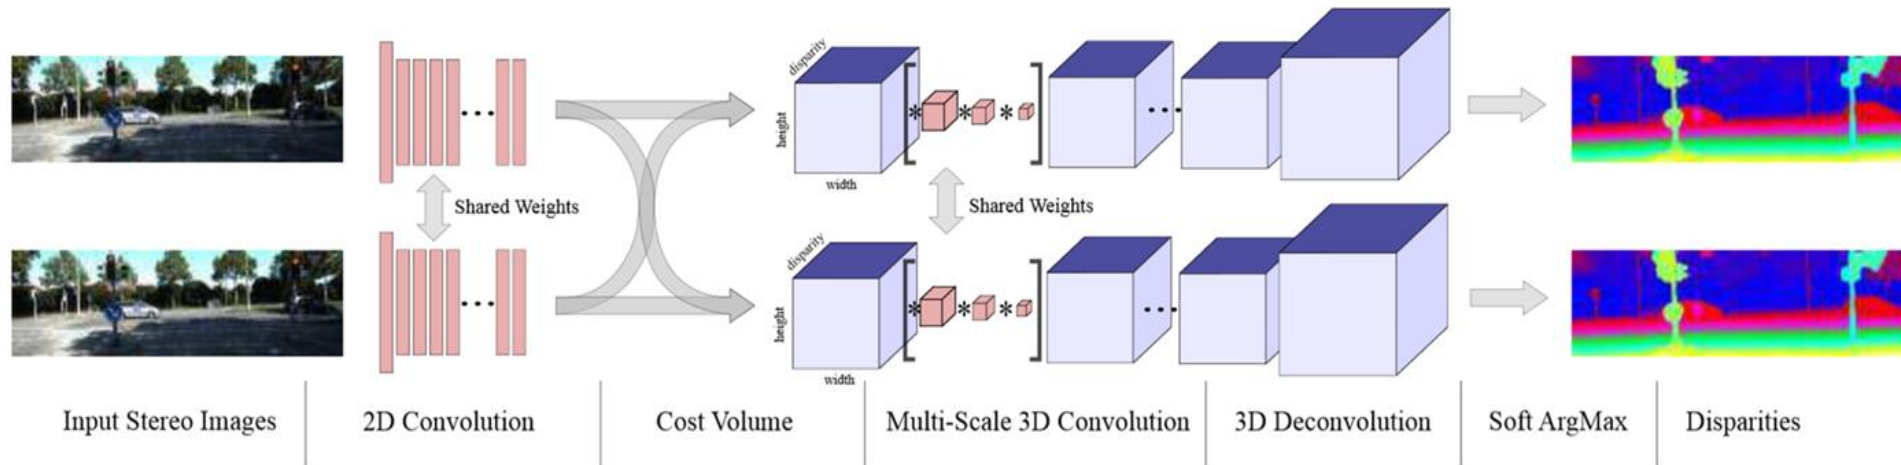 disparity
height
width
Shared Weights
Shared Weights
disparity
height
width
Input Stereo Images
2D Convolution
Cost Volume
Multi-Scale 3D Convolution
3D Deconvolution
Soft ArgMax
Disparities